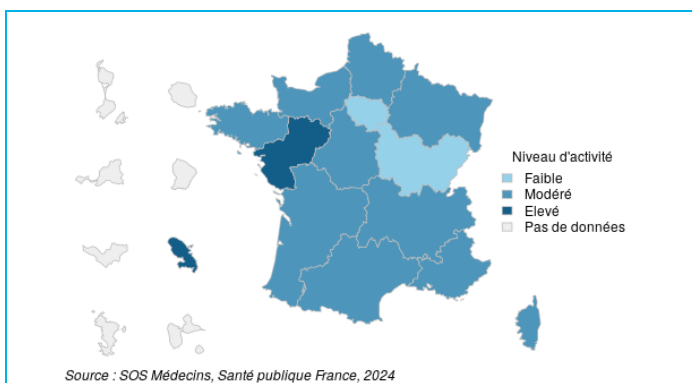 Niveau d'activité
Faible
Modéré
Elevé
Pas de données
Source : SOS Médecins, Santé publique France, 2024